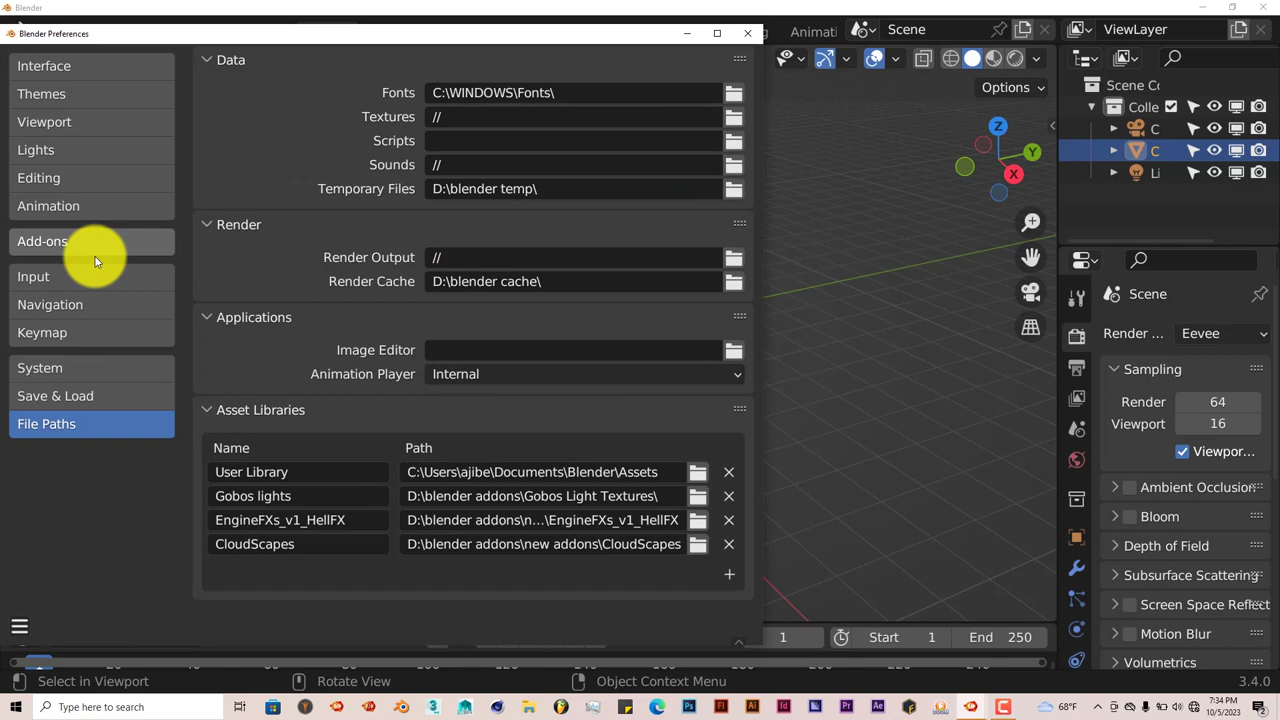 Blender
Blender Preferences
Animati
Scene
ViewLayer
Interface
Themes
Viewport
Lights
Editing
Animation
Add-ons
Input
Navigation
Keymap
System
Save & Load
File Paths
Data
Fonts C:\WINDOWS\Fonts\
Textures //
Scripts
Sounds //
Temporary Files D:\blender temp\
Render
Render Output //
Render Cache D:\blender cache\
Applications
Image Editor
Animation Player Internal
Asset Libraries
Name Path
User Library C:\Users\ajibe\Documents\Blender\Assets
Gobos lights D:\blender addons\Gobos Light Textures\
EngineFXs_v1_HellFX D:\blender addons\n...\EngineFXs_v1_HellFX
CloudScapes D:\blender addons\new addons\CloudScapes
Options
Z
Y
X
Scene Cc
Colle
C
C
Li
Scene
Render ... Eevee
Sampling
Render 64
Viewport 16
Viewpor...
Ambient Occlusion
Bloom
Depth of Field
Subsurface Scattering
Screen Space Reflect
Motion Blur
Volumetrics
1 Start 1 End 250
Select in Viewport Rotate View Object Context Menu 3.4.0
Type here to search
68°F
7:34 PM
10/5/2023